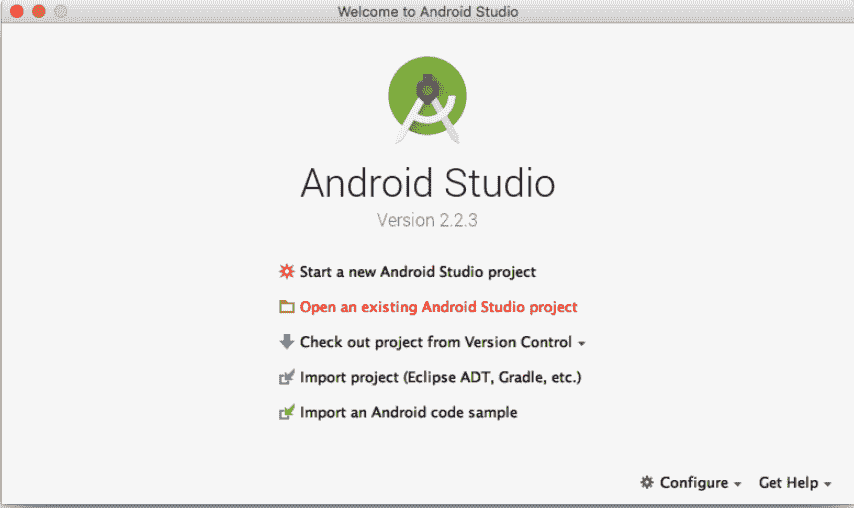 Welcome to Android Studio
Android Studio
Version 2.2.3
Start a new Android Studio project
Open an existing Android Studio project
Check out project from Version Control
Import project (Eclipse ADT, Gradle, etc.)
Import an Android code sample
Configure Get Help